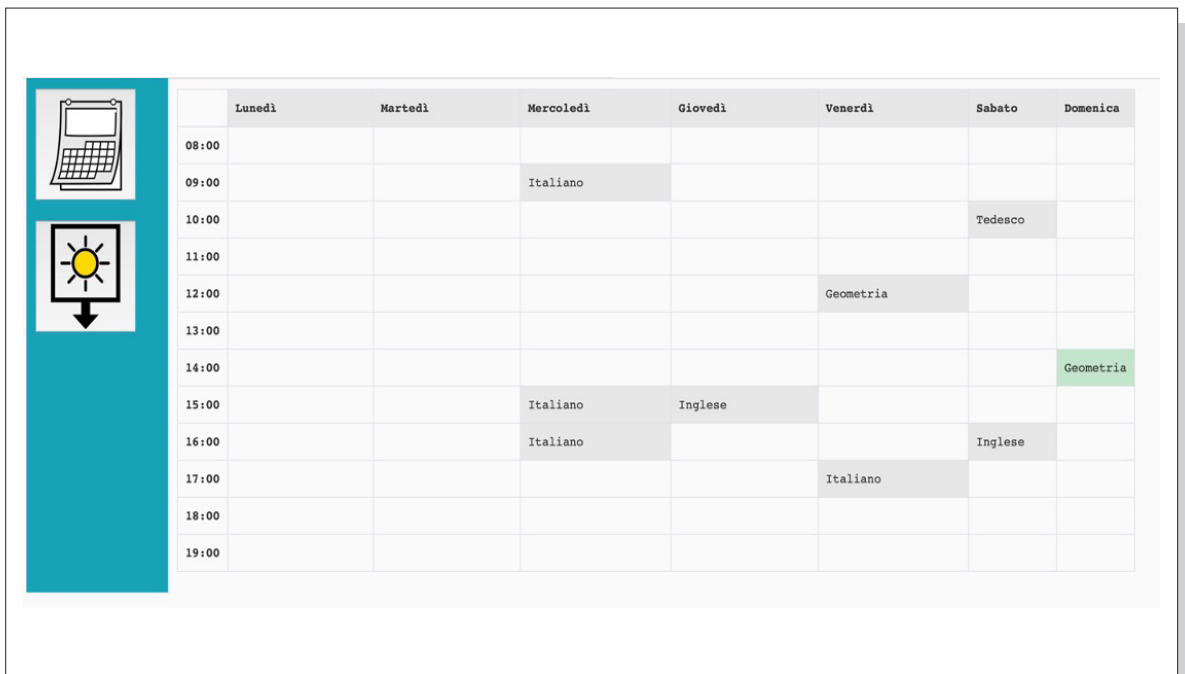 Lunedì Martedì Mercoledì Giovedì Venerdì Sabato Domenica
08:00
09:00 Italiano
10:00 Tedesco
11:00
12:00 Geometria
13:00
14:00 Geometria
15:00 Italiano Inglese
16:00 Italiano Inglese
17:00 Italiano
18:00
19:00